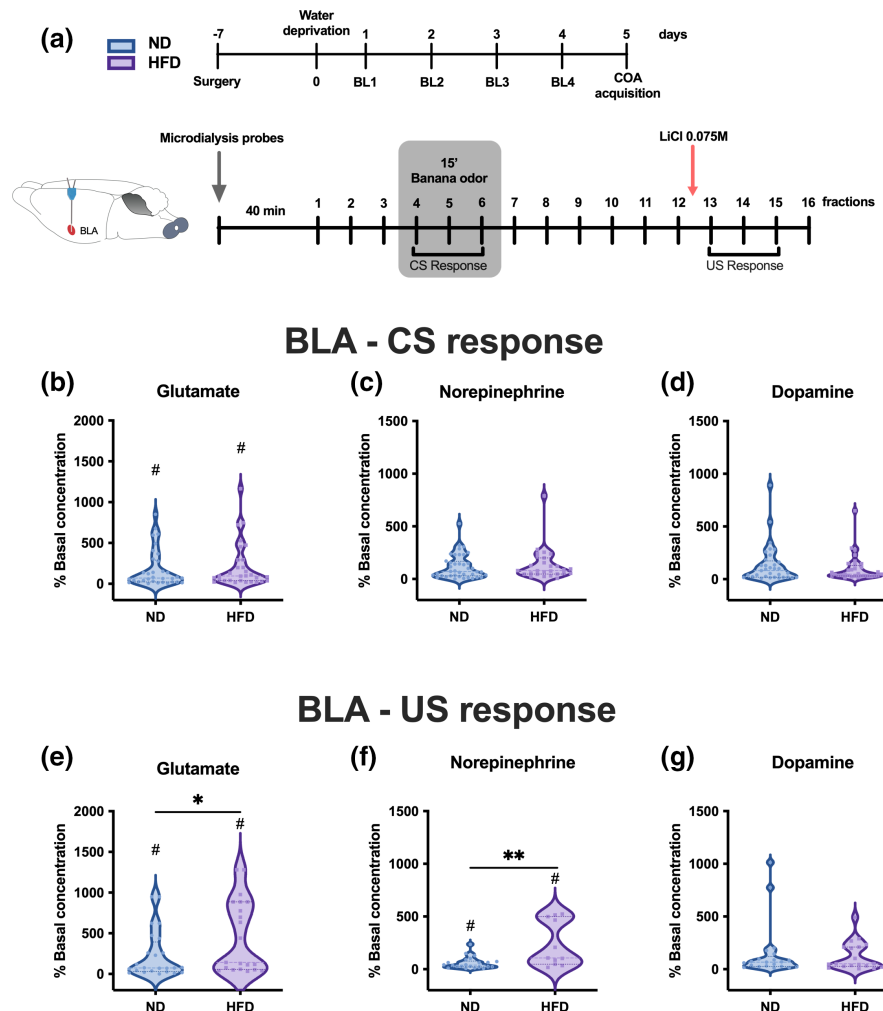 (a)
ND
HFD
Water
deprivation
-7 1 2 3 4 5 days
Surgery 0 BL1 BL2 BL3 BL4 COA
acquisition
Microdialysis probes
LiCl 0.075M
15'
Banana odor
BLA
40 min
1 2 3 4 5 6 7 8 9 10 11 12 13 14 15 16 fractions
CS Response
US Response
BLA - CS response
(b) Glutamate
% Basal concentration
2000
1500
1000
500
0
# #
ND HFD
(c) Norepinephrine
% Basal concentration
1500
1000
500
0
ND HFD
(d) Dopamine
% Basal concentration
1500
1000
500
0
ND HFD
BLA - US response
(e) Glutamate
% Basal concentration
2000
1500
1000
500
0
*
# #
ND HFD
(f) Norepinephrine
% Basal concentration
1500
1000
500
0
**
# #
ND HFD
(g) Dopamine
% Basal concentration
1500
1000
500
0
ND HFD